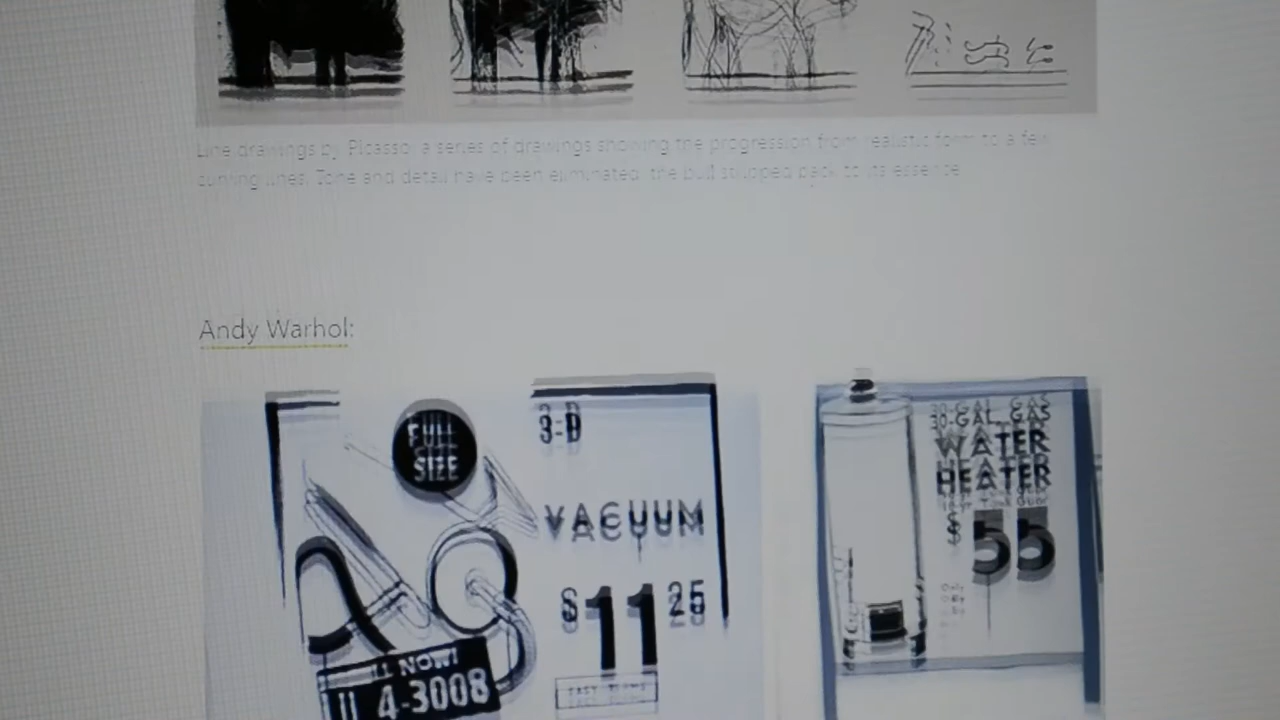 Line drawings by Picasso: a series of drawings showing the progression from realistic form to a few
curving lines. Tone and detail have been eliminated, the bull stripped back to its essence
Andy Warhol:
FULL
SIZE
3-D
VACUUM
$11 25
LL NOW!
4-3008
30-GAL. GAS
WATER
HEATER
$55